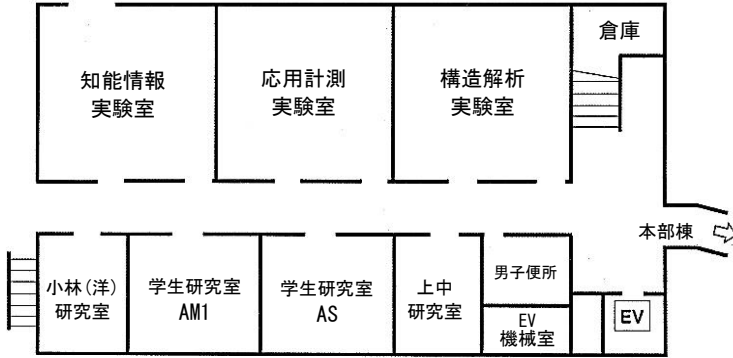 倉庫
知能情報
実験室
応用計測
実験室
構造解析
実験室
本部棟
小林(洋)
研究室
学生研究室
AM1
学生研究室
AS
上中
研究室
男子便所
EV
機械室
EV